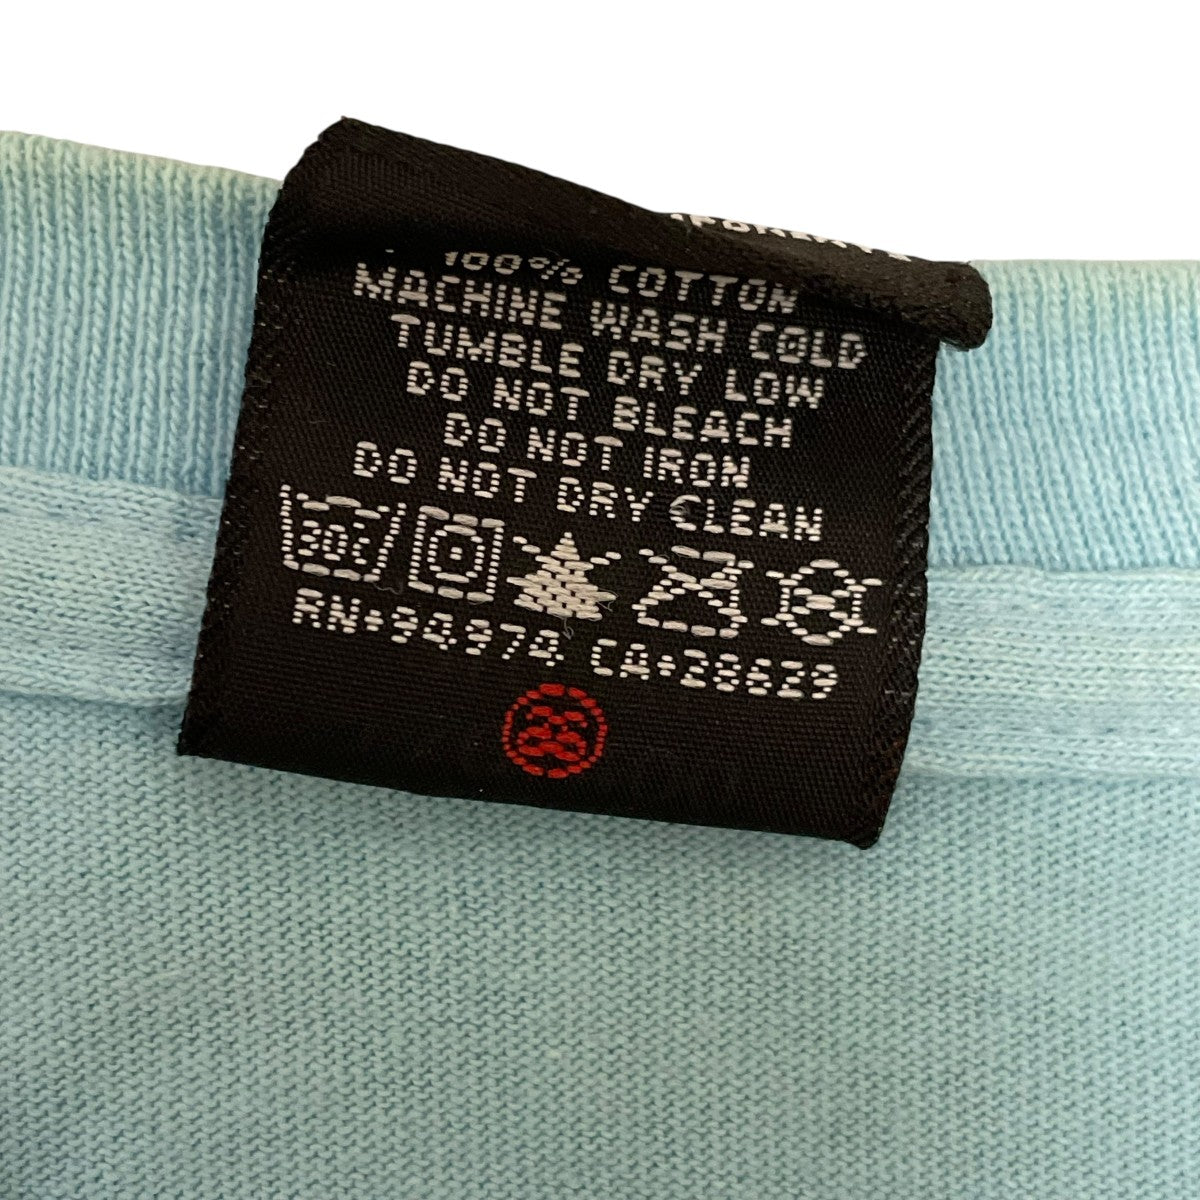 100% COTTON
MACHINE WASH COLD
TUMBLE DRY LOW
DO NOT BLEACH
DO NOT IRON
DO NOT DRY CLEAN
30C
RN#94974 CA#28629